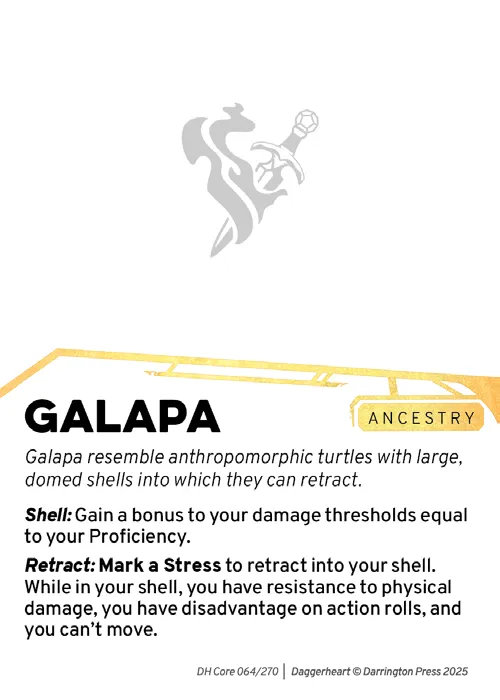 GALAPA
ANCESTRY
Galapa resemble anthropomorphic turtles with large,
domed shells into which they can retract.
Shell: Gain a bonus to your damage thresholds equal
to your Proficiency.
Retract: Mark a Stress to retract into your shell.
While in your shell, you have resistance to physical
damage, you have disadvantage on action rolls, and
you can’t move.
DH Core 064/270 | Daggerheart © Darrington Press 2025